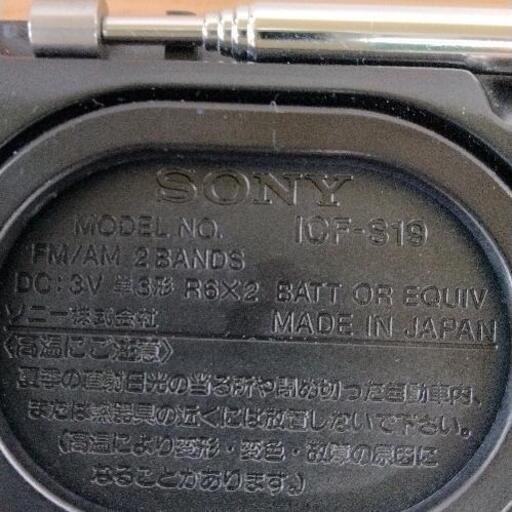 SONY
MODEL NO. ICF-S19
FM/AM 2 BANDS
DC: 3V 単3形 R6×2 BATT OR EQUIV
ソニー株式会社 MADE IN JAPAN
〈高温にご注意〉
夏季の直射日光の当る所や閉め切った自動車内、
または熱器具の近くには放置しないで下さい。
(高温により変形・変色・故障の原因に
なることがあります。)